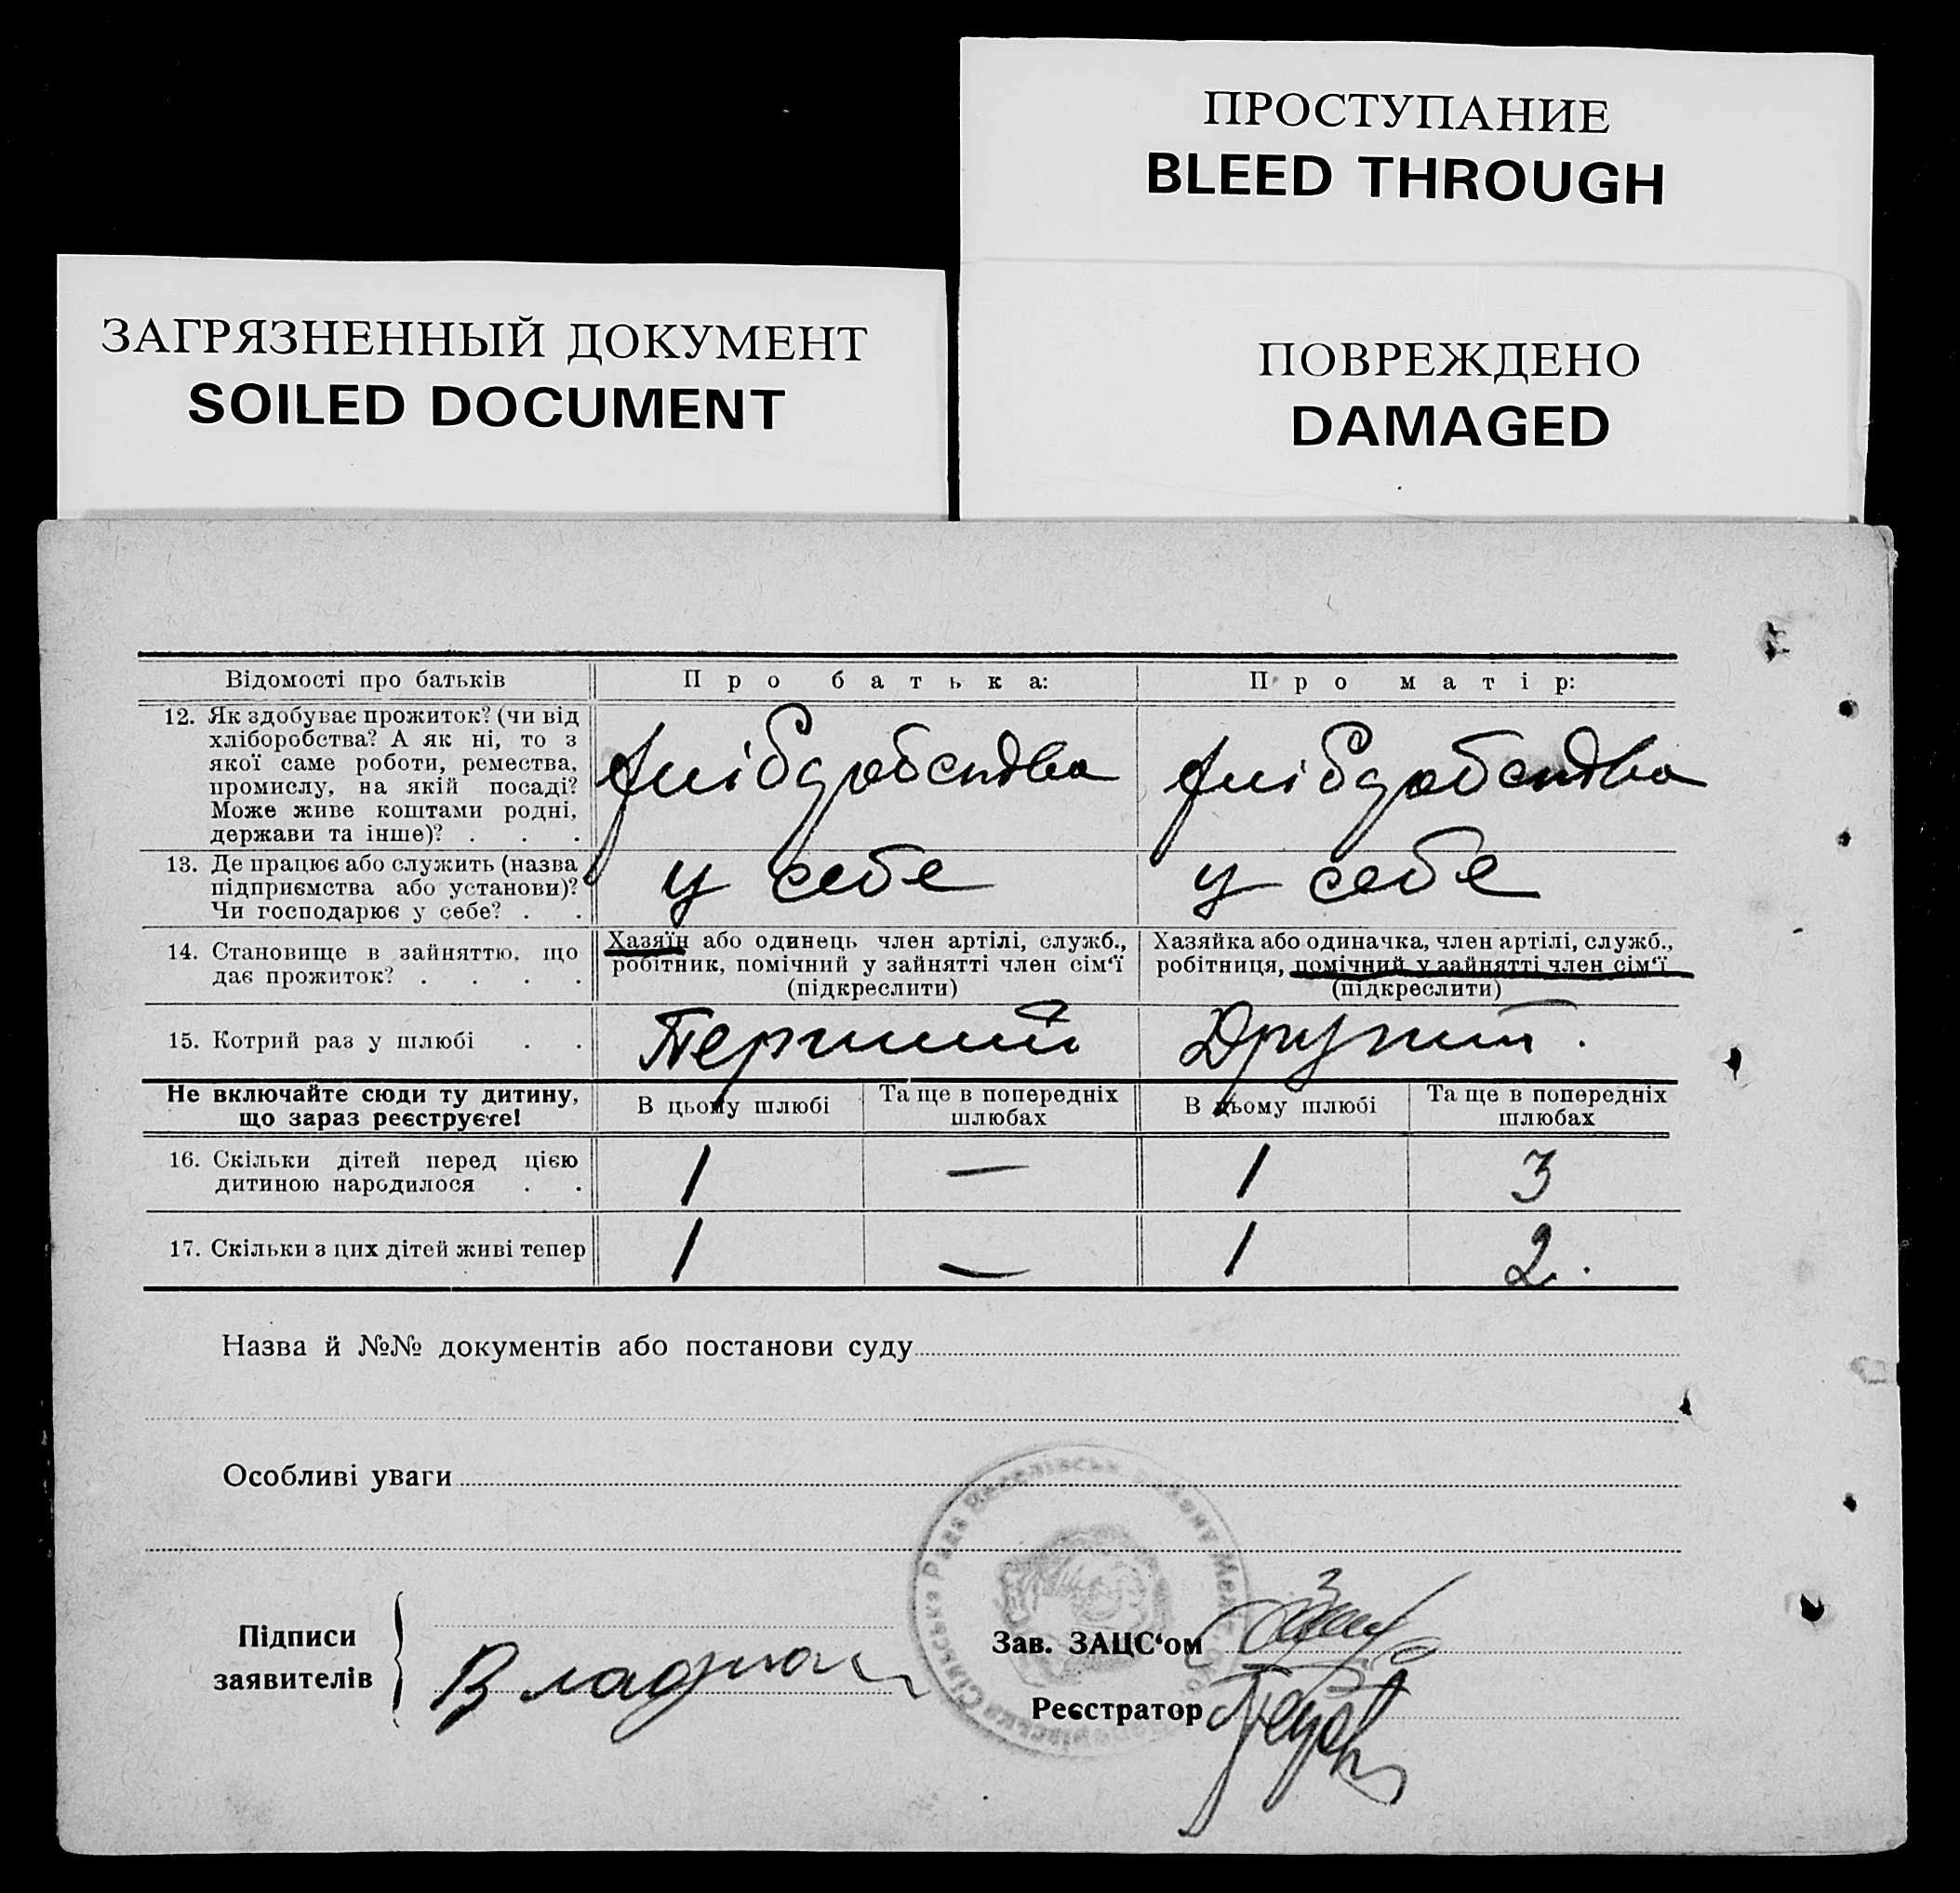 ПРОСТУПАНИЕ
BLEED THROUGH
ЗАГРЯЗНЕННЫЙ ДОКУМЕНТ
SOILED DOCUMENT
ПОВРЕЖДЕНО
DAMAGED
Відомості про батьків
Про батька:
Про матір:
12. Як здобуває прожиток? (чи від
хліборобства? А як ні, то з
якої саме роботи, ремества,
промислу, на якій посаді?
Може живе коштами родні,
держави та інше)? . . .
13. Де працює або служить (назва
підприємства або установи)?
Чи господарює у себе? . .
у себе
у себе
14. Становище в зайняттю, що
дає прожиток? . . . .
Хазяїн або одинець член артілі, служб.,
робітник, помічний у зайнятті член сім‘ї
(підкреслити)
Хазяйка або одиначка, член артілі, служб.,
робітниця, помічний у зайнятті член сім‘ї
(підкреслити)
15. Котрий раз у шлюбі . .
Перший
Другий.
Не включайте сюди ту дитину,
що зараз реєструєте!
В цьому шлюбі
Та ще в попередніх
шлюбах
В цьому шлюбі
Та ще в попередніх
шлюбах
16. Скільки дітей перед цією
дитиною народилося . .
1
—
1
3
17. Скільки з цих дітей живі тепер
1
—
1
2.
Назва й №№ документів або постанови суду
Особливі уваги
Сільська Рада
Підписи
заявителів
Зав. ЗАЦС‘ом
Реєстратор